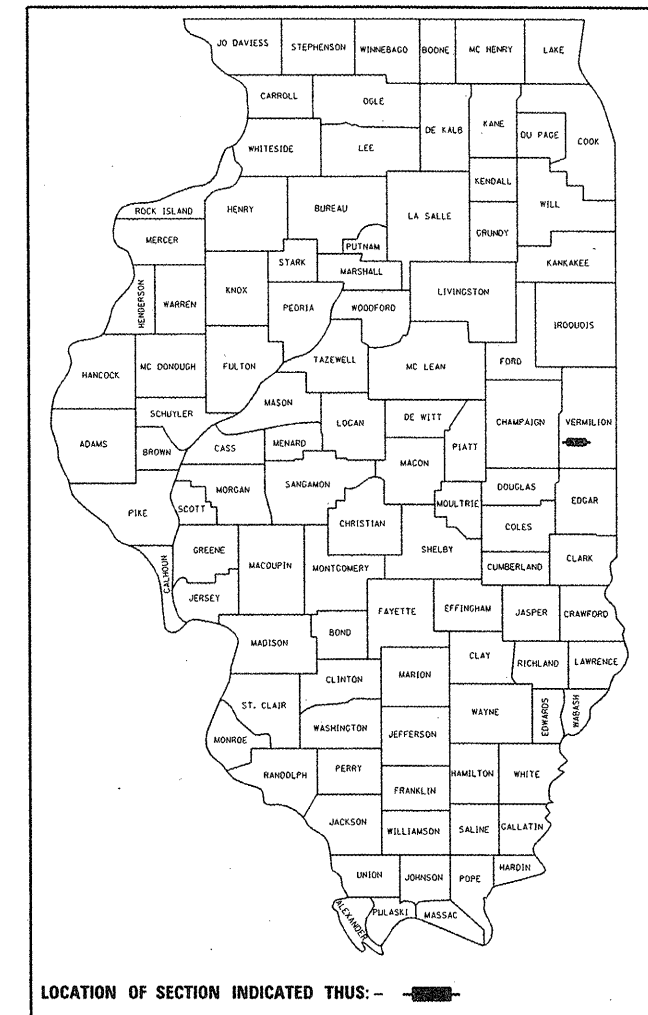 JO DAVIESS STEPHENSON WINNEBAGO BOONE MC HENRY LAKE
CARROLL OGLE DE KALB KANE DU PAGE COOK
WHITESIDE LEE KENDALL WILL
ROCK ISLAND HENRY BUREAU LA SALLE GRUNDY
MERCER PUTNAM KANKAKEE
STARK MARSHALL
HENDERSON WARREN KNOX PEORIA WOODFORD LIVINGSTON IROQUOIS
HANCOCK MC DONOUGH FULTON TAZEWELL MC LEAN FORD
SCHUYLER MASON LOGAN DE WITT CHAMPAIGN VERMILION
ADAMS BROWN CASS MENARD MACON PIATT
PIKE SCOTT MORGAN SANGAMON MOULTRIE DOUGLAS EDGAR
CHRISTIAN COLES
CALHOUN GREENE MACOUPIN MONTGOMERY SHELBY CUMBERLAND CLARK
JERSEY FAYETTE EFFINGHAM JASPER CRAWFORD
MADISON BOND CLAY RICHLAND LAWRENCE
CLINTON MARION
ST. CLAIR WASHINGTON JEFFERSON WAYNE EDWARDS WABASH
MONROE
RANDOLPH PERRY FRANKLIN HAMILTON WHITE
JACKSON WILLIAMSON SALINE GALLATIN
UNION JOHNSON POPE HARDIN
ALEXANDER PULASKI MASSAC
LOCATION OF SECTION INDICATED THUS: -